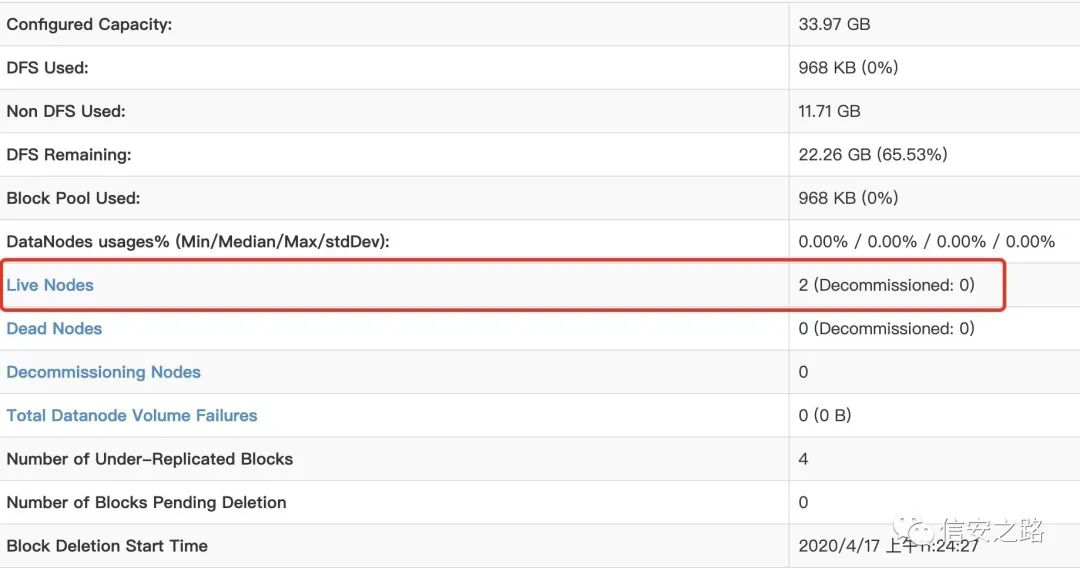 Configured Capacity: 33.97 GB
DFS Used: 968 KB (0%)
Non DFS Used: 11.71 GB
DFS Remaining: 22.26 GB (65.53%)
Block Pool Used: 968 KB (0%)
DataNodes usages% (Min/Median/Max/stdDev): 0.00% / 0.00% / 0.00% / 0.00%
Live Nodes 2 (Decommissioned: 0)
Dead Nodes 0 (Decommissioned: 0)
Decommissioning Nodes 0
Total Datanode Volume Failures 0 (0 B)
Number of Under-Replicated Blocks 4
Number of Blocks Pending Deletion 0
Block Deletion Start Time 2020/4/17 上午11:24:27
信安之路